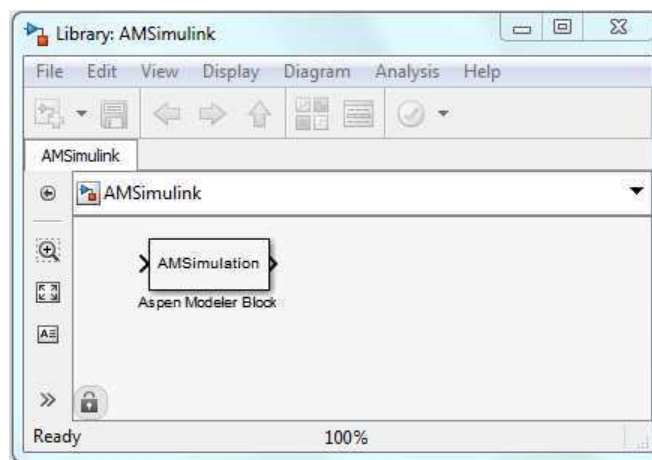 Library: AMSimulink
File Edit View Display Diagram Analysis Help
AMSimulink
AMSimulink
AMSimulation
Aspen Modeler Block
Ready 100%